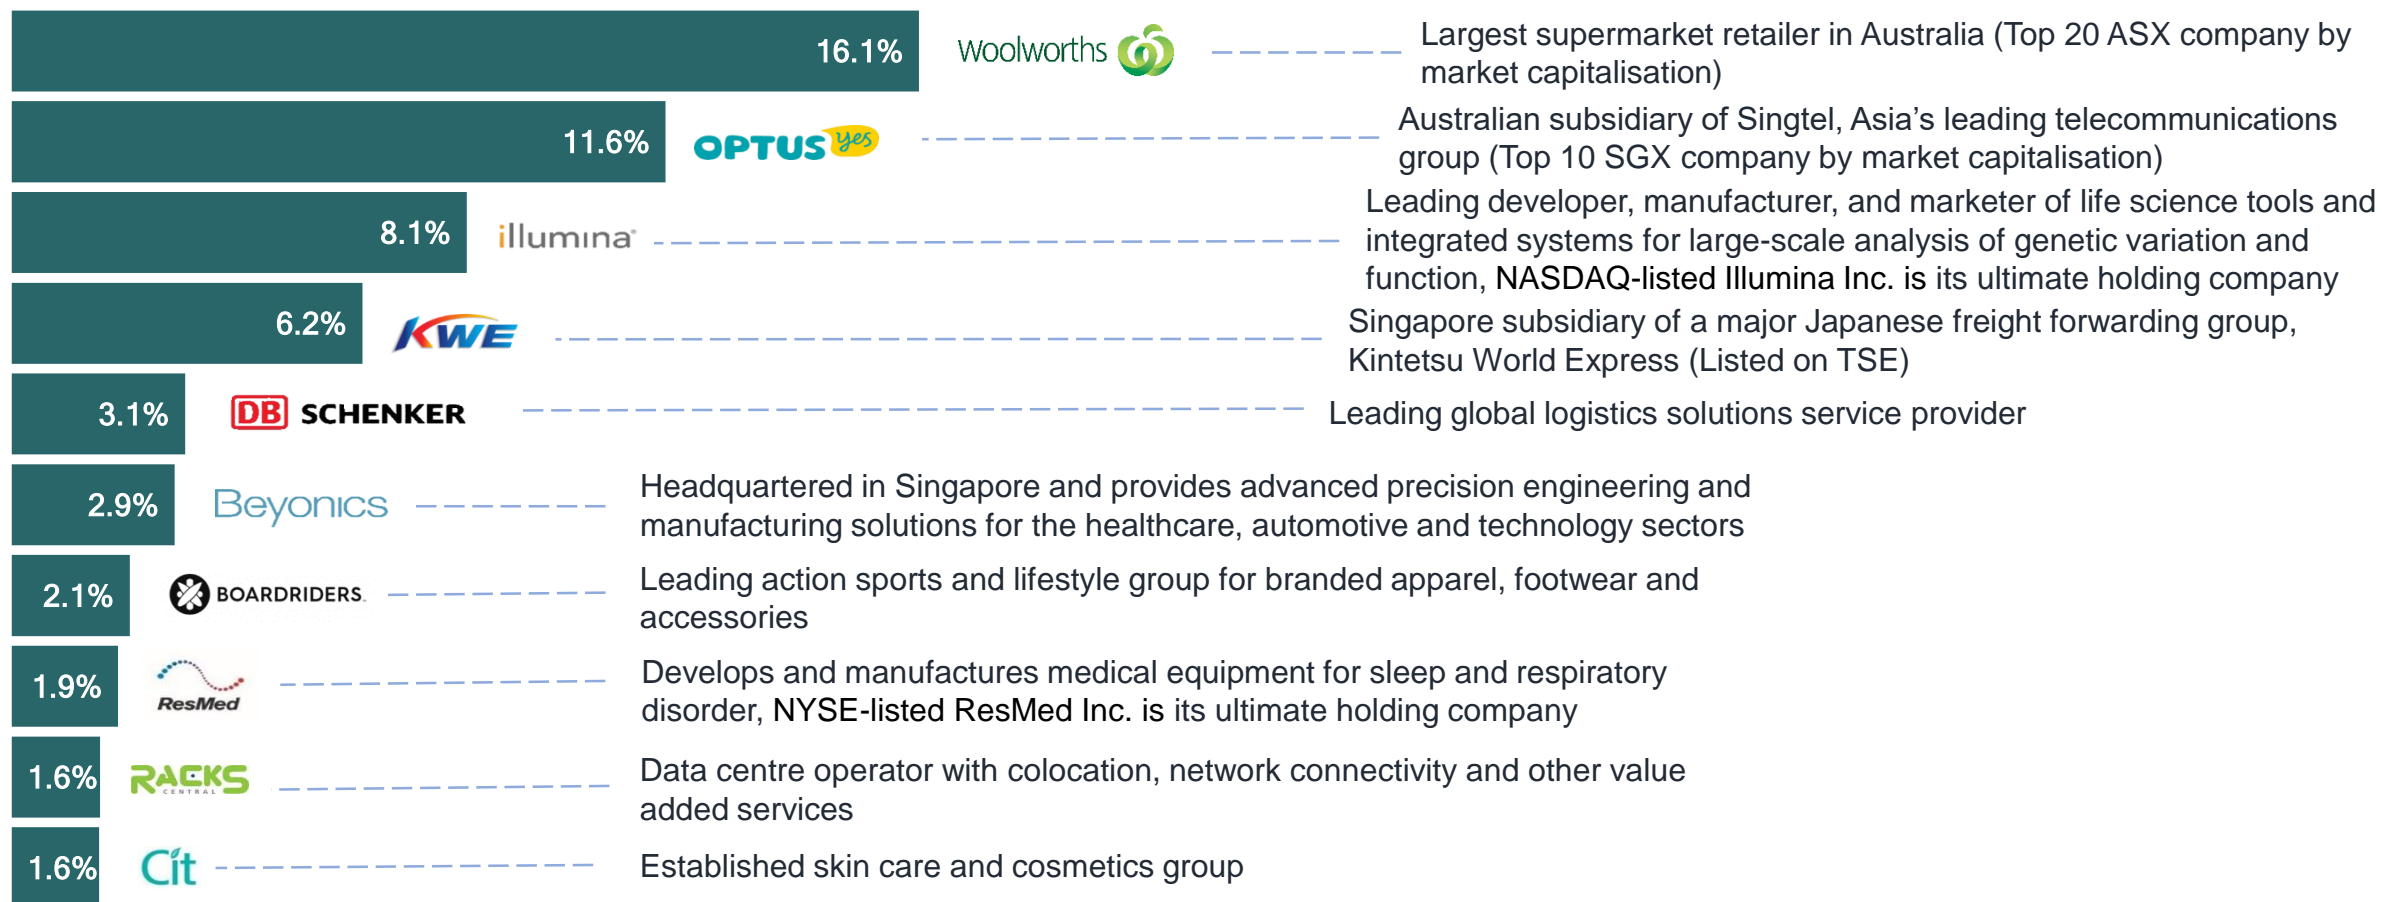 16.1%
woolworths
Largest supermarket retailer in Australia (Top 20 ASX company by
market capitalisation)
11.6%
OPTUS yes
Australian subsidiary of Singtel, Asia’s leading telecommunications
group (Top 10 SGX company by market capitalisation)
8.1%
illumina®
Leading developer, manufacturer, and marketer of life science tools and
integrated systems for large-scale analysis of genetic variation and
function, NASDAQ-listed Illumina Inc. is its ultimate holding company
6.2%
KWE
Singapore subsidiary of a major Japanese freight forwarding group,
Kintetsu World Express (Listed on TSE)
3.1%
DB SCHENKER
Leading global logistics solutions service provider
2.9%
Beyonics
Headquartered in Singapore and provides advanced precision engineering and
manufacturing solutions for the healthcare, automotive and technology sectors
2.1%
BOARDRIDERS
Leading action sports and lifestyle group for branded apparel, footwear and
accessories
1.9%
ResMed
Develops and manufactures medical equipment for sleep and respiratory
disorder, NYSE-listed ResMed Inc. is its ultimate holding company
1.6%
RACKS
CENTRAL
Data centre operator with colocation, network connectivity and other value
added services
1.6%
Cit
Established skin care and cosmetics group